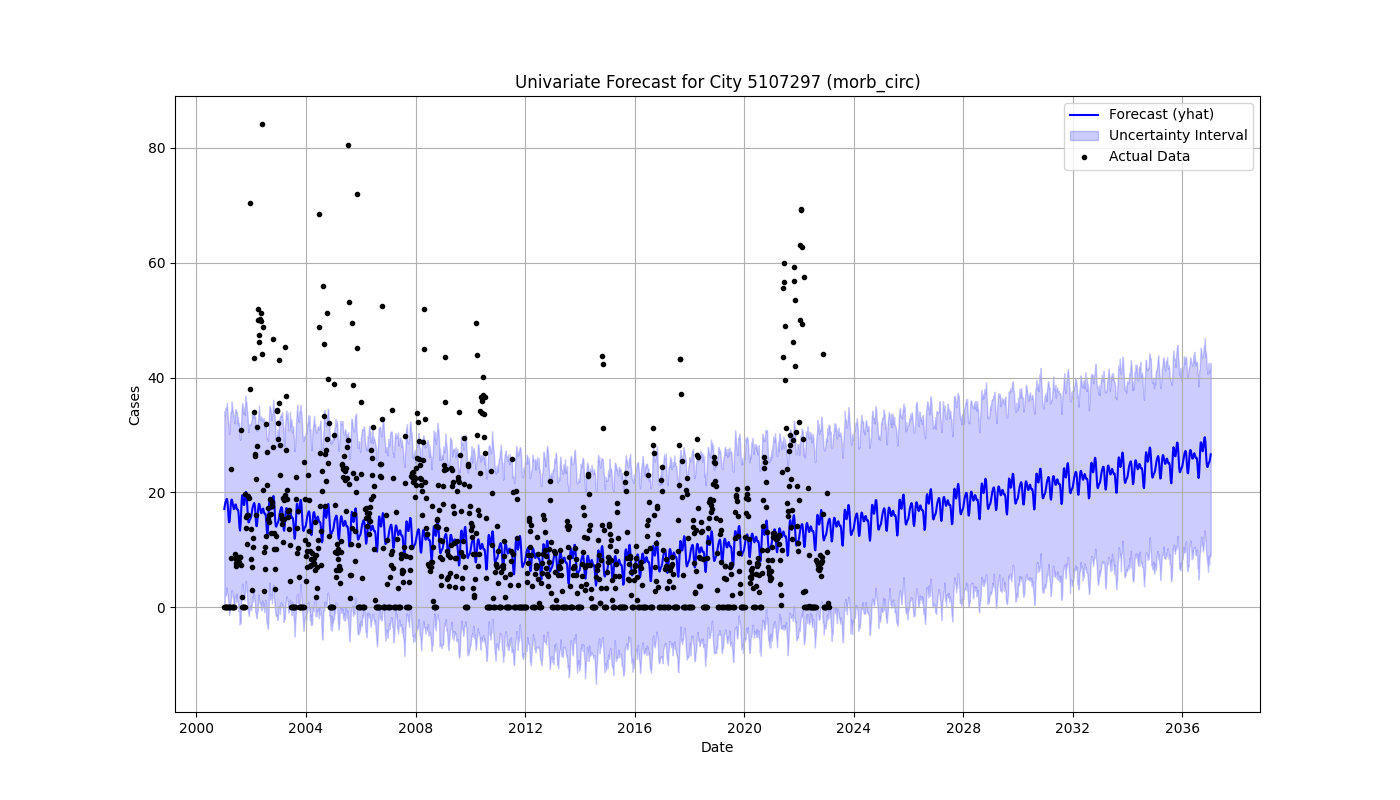 Univariate Forecast for City 5107297 (morb_circ)
Forecast (yhat)
Uncertainty Interval
Actual Data
Cases
80
60
40
20
0
2000 2004 2008 2012 2016 2020 2024 2028 2032 2036
Date